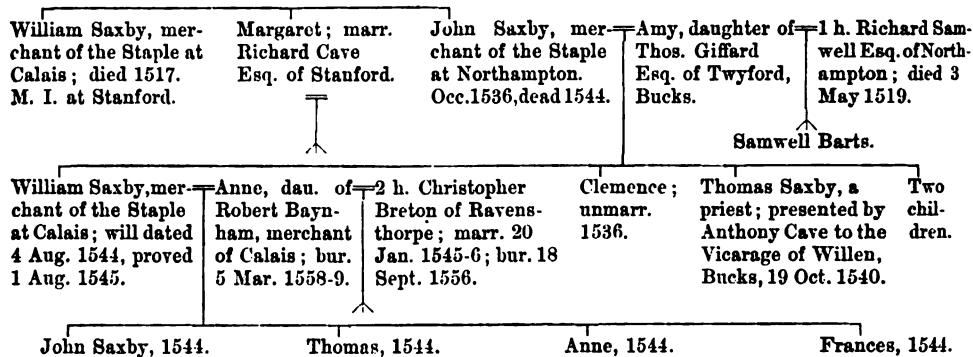 William Saxby, mer-
chant of the Staple at
Calais; died 1517.
M. I. at Stanford.
Margaret; marr.
Richard Cave
Esq. of Stanford.
John Saxby, mer-
chant of the Staple
at Northampton.
Occ. 1536, dead 1544.
Amy, daughter of
Thos. Giffard
Esq. of Twyford,
Bucks.
1 h. Richard Sam-
well Esq. of North-
ampton; died 3
May 1519.
Samwell Barts.
William Saxby, mer-
chant of the Staple
at Calais; will dated
4 Aug. 1544, proved
1 Aug. 1545.
Anne, dau. of
Robert Bayn-
ham, merchant
of Calais; bur.
5 Mar. 1558-9.
2 h. Christopher
Breton of Ravens-
thorpe; marr. 20
Jan. 1545-6; bur. 18
Sept. 1556.
Clemence;
unmarr.
1536.
Thomas Saxby, a
priest; presented by
Anthony Cave to the
Vicarage of Willen,
Bucks, 19 Oct. 1540.
Two
chil-
dren.
John Saxby, 1544.
Thomas, 1544.
Anne, 1544.
Frances, 1544.